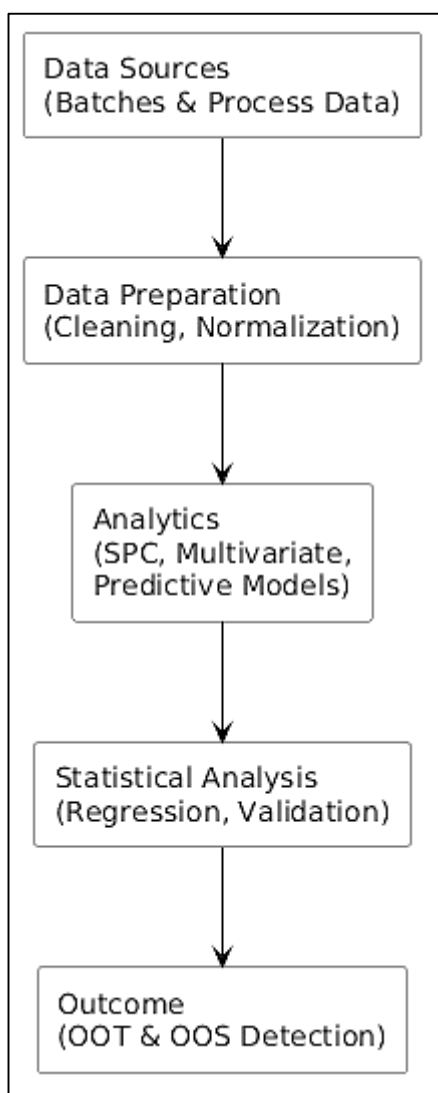 Data Sources
(Batches & Process Data)
Data Preparation
(Cleaning, Normalization)
Analytics
(SPC, Multivariate,
Predictive Models)
Statistical Analysis
(Regression, Validation)
Outcome
(OOT & OOS Detection)